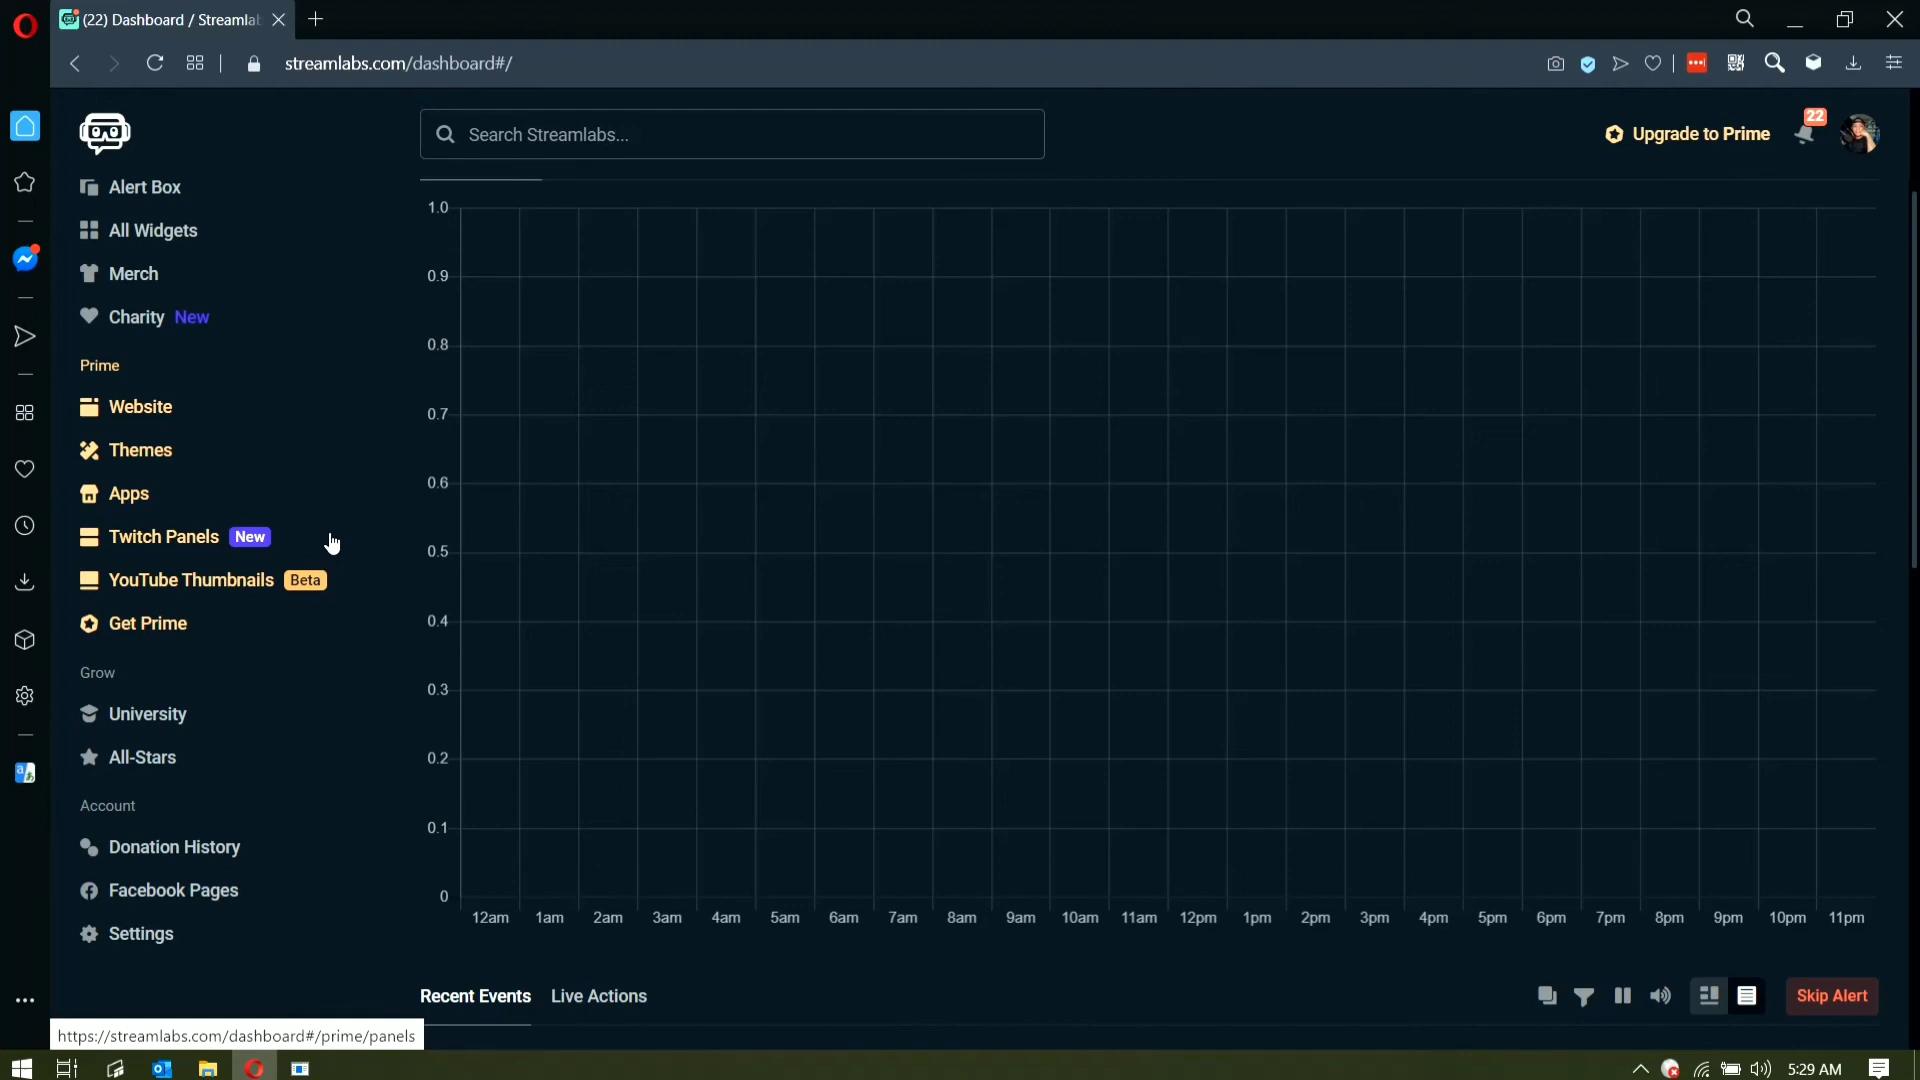 (22) Dashboard / Streamla
streamlabs.com/dashboard#/
Search Streamlabs...
Upgrade to Prime
22
Alert Box
All Widgets
Merch
Charity New
Prime
Website
Themes
Apps
Twitch Panels New
YouTube Thumbnails Beta
Get Prime
Grow
University
All-Stars
Account
Donation History
Facebook Pages
Settings
1.0
0.9
0.8
0.7
0.6
0.5
0.4
0.3
0.2
0.1
0
12am 1am 2am 3am 4am 5am 6am 7am 8am 9am 10am 11am 12pm 1pm 2pm 3pm 4pm 5pm 6pm 7pm 8pm 9pm 10pm 11pm
Recent Events Live Actions
Skip Alert
https://streamlabs.com/dashboard#/prime/panels
5:29 AM